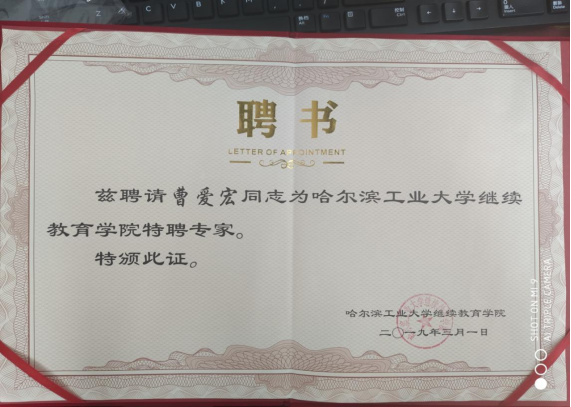 聘书
LETTER OF APPOINTMENT
兹聘请曹爱宏同志为哈尔滨工业大学继续
教育学院特聘专家。
特颁此证。
哈尔滨工业大学继续教育学院
二〇一九年三月一日
SHOT ON MI 9
AI TRIPLE CAMERA